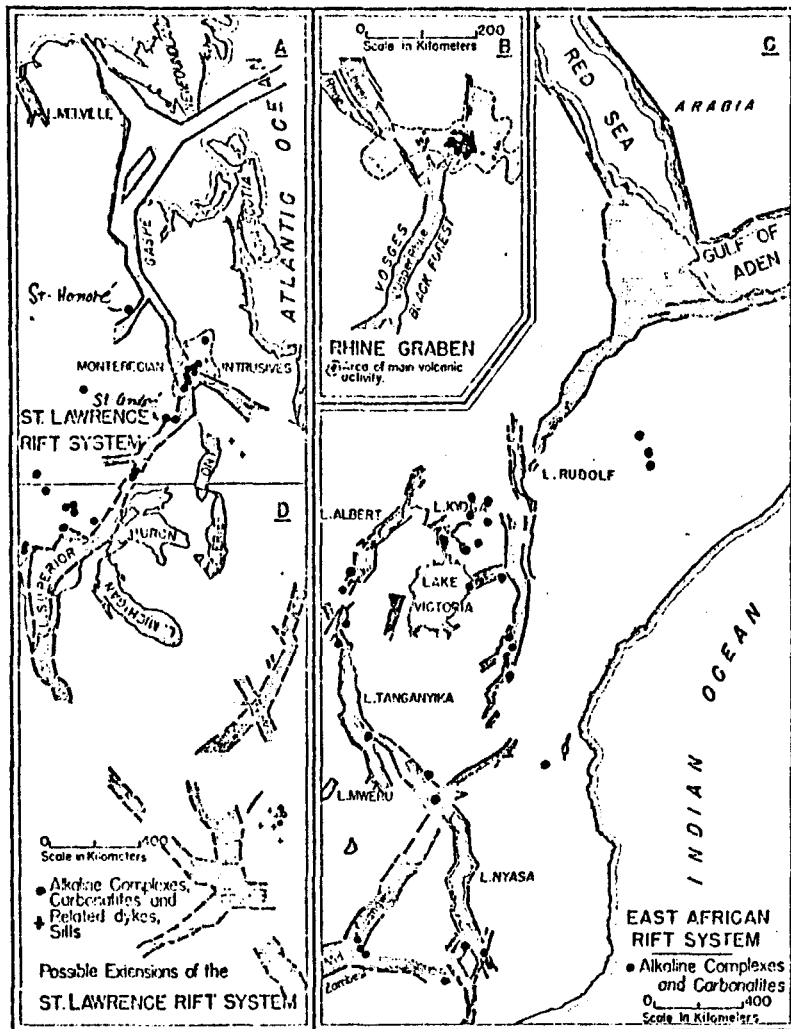 A
L. MELVILLE
ATLANTIC OCE
GASPE
St-Honoré
MONTEREGIAN INTRUSIVES
ST. LAWRENCE
RIFT SYSTEM
D
L. SUPERIOR
HURON
L. MICHIGAN
0 400
Scale in Kilometers
Alkaline Complexes,
Carbonatites and
Related dykes,
Sills
Possible Extensions of the
ST. LAWRENCE RIFT SYSTEM
0 200
Scale in Kilometers
B
VOSGES
Upper Rhine
BLACK FOREST
RHINE GRABEN
Area of main volcanic
activity.
C
RED SEA
ARABIA
GULF OF
ADEN
L. RUDOLF
L. ALBERT
LAKE
VICTORIA
L. TANGANYIKA
L. MWERU
L. NYASA
INDIAN OCEAN
EAST AFRICAN
RIFT SYSTEM
Alkaline Complexes
and Carbonatites
0 400
Scale in Kilometers